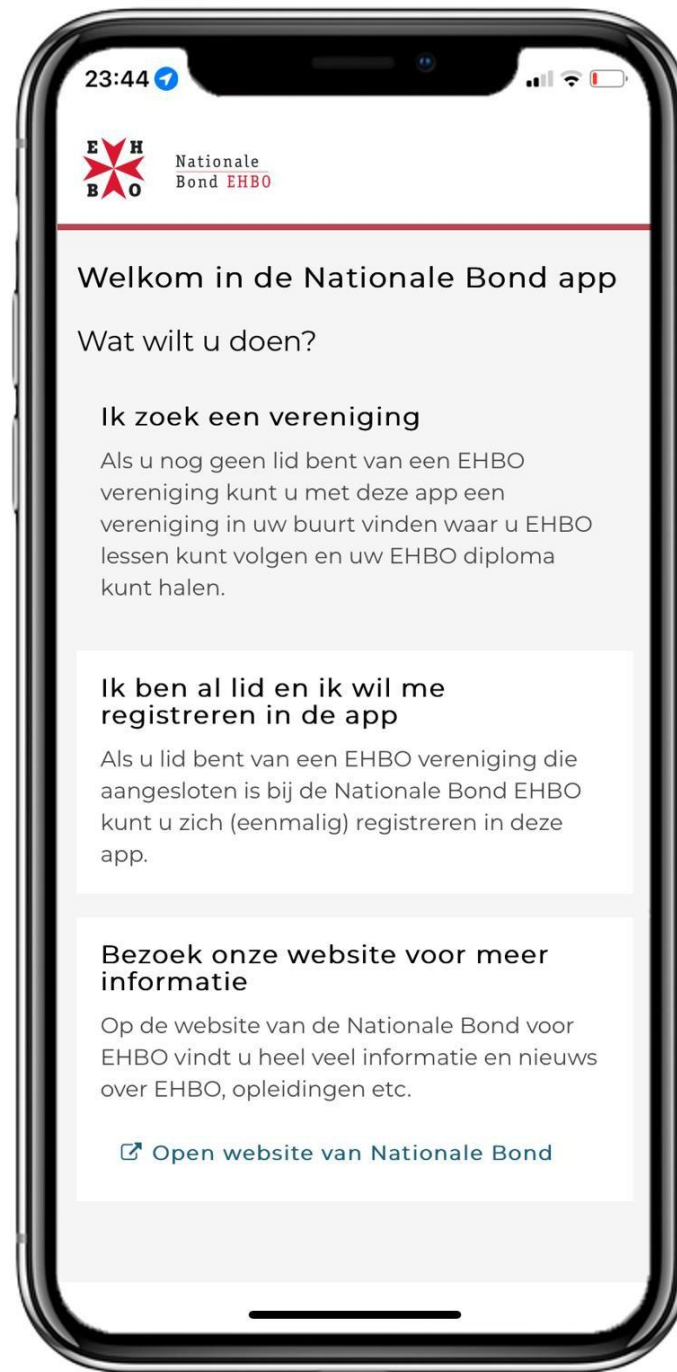 23:44
E H
B O
Nationale
Bond EHBO
Welkom in de Nationale Bond app
Wat wilt u doen?
Ik zoek een vereniging
Als u nog geen lid bent van een EHBO
vereniging kunt u met deze app een
vereniging in uw buurt vinden waar u EHBO
lessen kunt volgen en uw EHBO diploma
kunt halen.
Ik ben al lid en ik wil me
registreren in de app
Als u lid bent van een EHBO vereniging die
aangesloten is bij de Nationale Bond EHBO
kunt u zich (eenmalig) registreren in deze
app.
Bezoek onze website voor meer
informatie
Op de website van de Nationale Bond voor
EHBO vindt u heel veel informatie en nieuws
over EHBO, opleidingen etc.
Open website van Nationale Bond